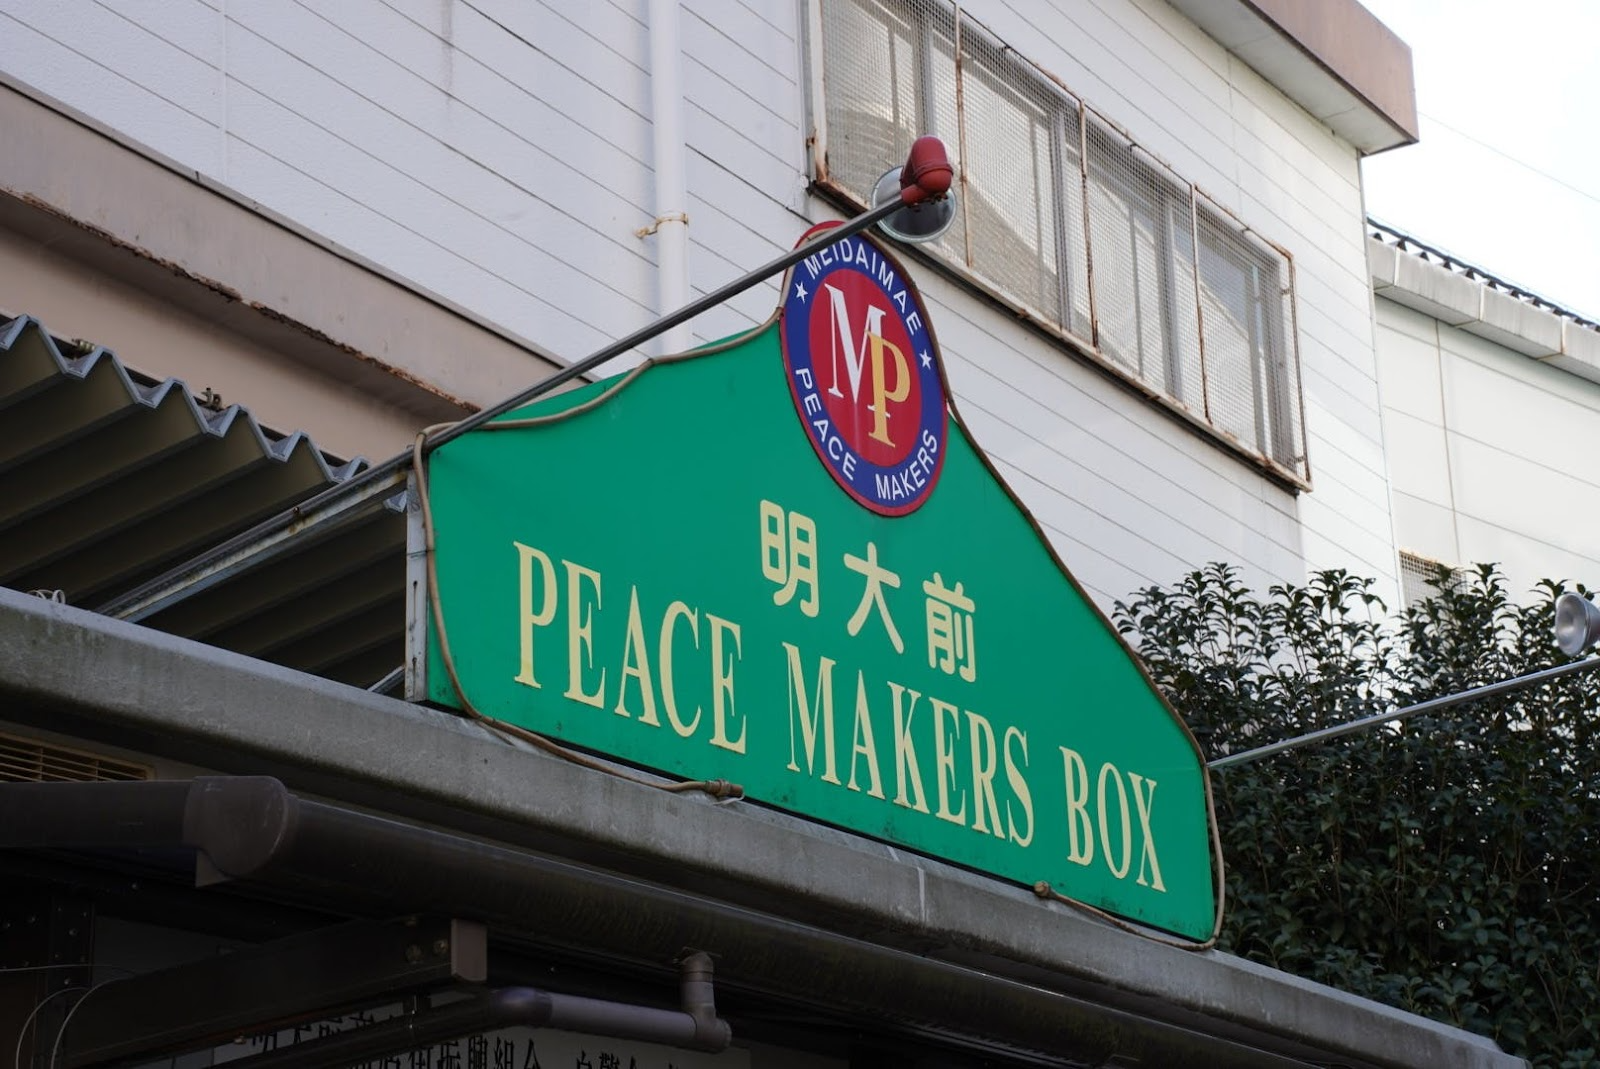 MEIDAIMAE
MP
PEACE MAKERS
明大前
PEACE MAKERS BOX